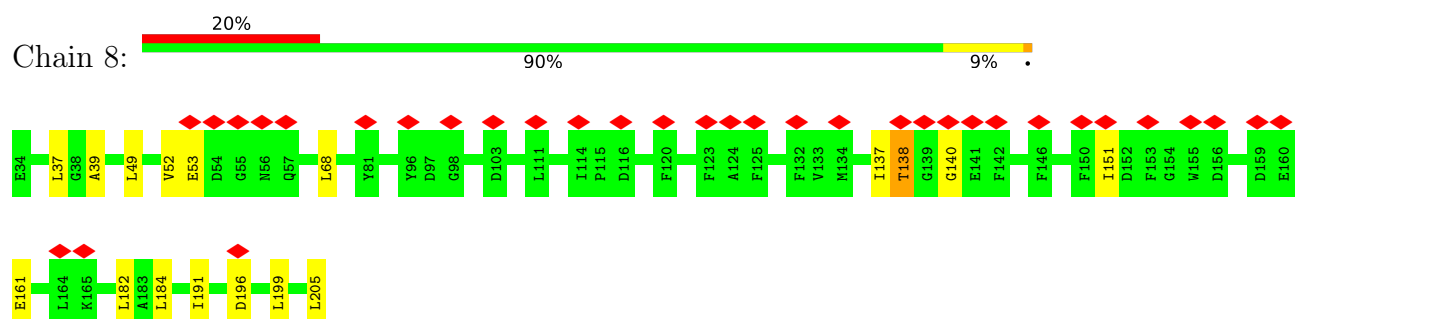 20%
Chain 8:
90% 9% •
E34 L37 G38 A39 L49 V52 E53 D54 G55 N56 Q57 L68 Y81 Y96 D97 G98 D103 L111 I114 P115 D116 F120 F123 A124 F125 F132 V133 M134 I137 T138 G139 G140 E141 F142 F146 F150 I151 D152 F153 G154 W155 D156 D159 E160
E161 L164 K165 L182 A183 L184 I191 D196 L199 L205